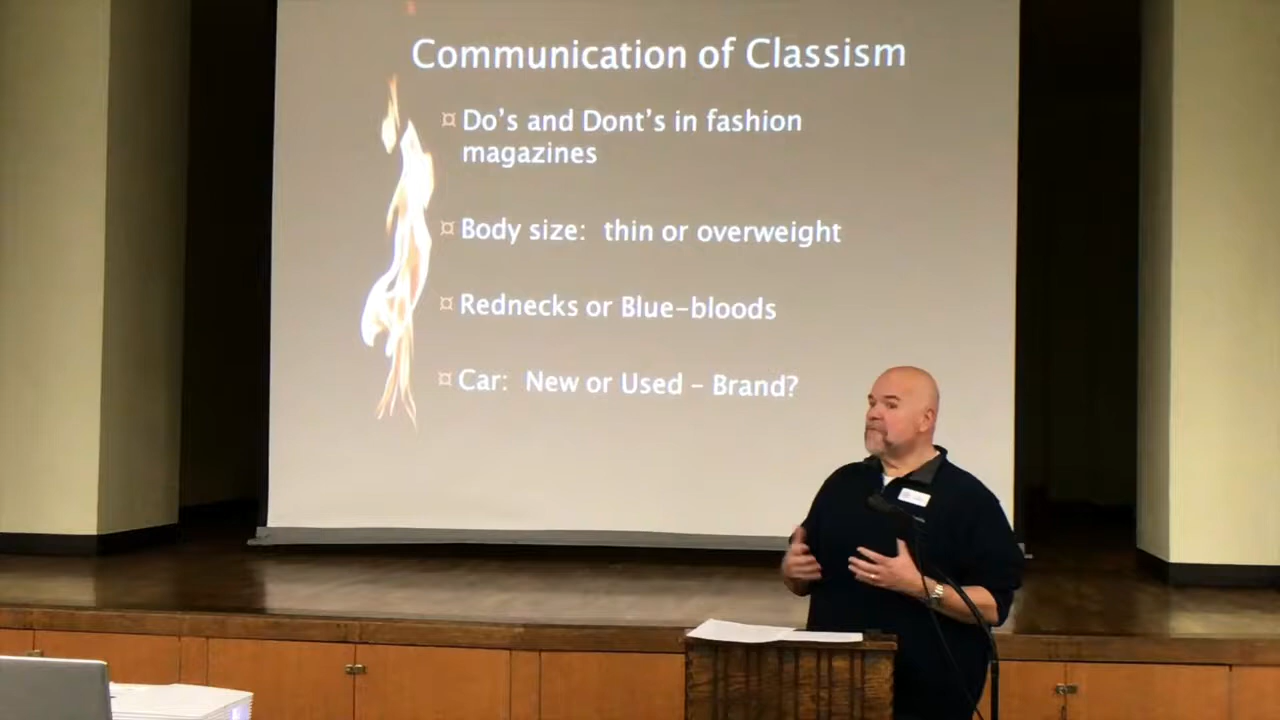 Communication of Classism
¤ Do's and Dont's in fashion
magazines
¤ Body size:  thin or overweight
¤ Rednecks or Blue-bloods
¤ Car:  New or Used - Brand?